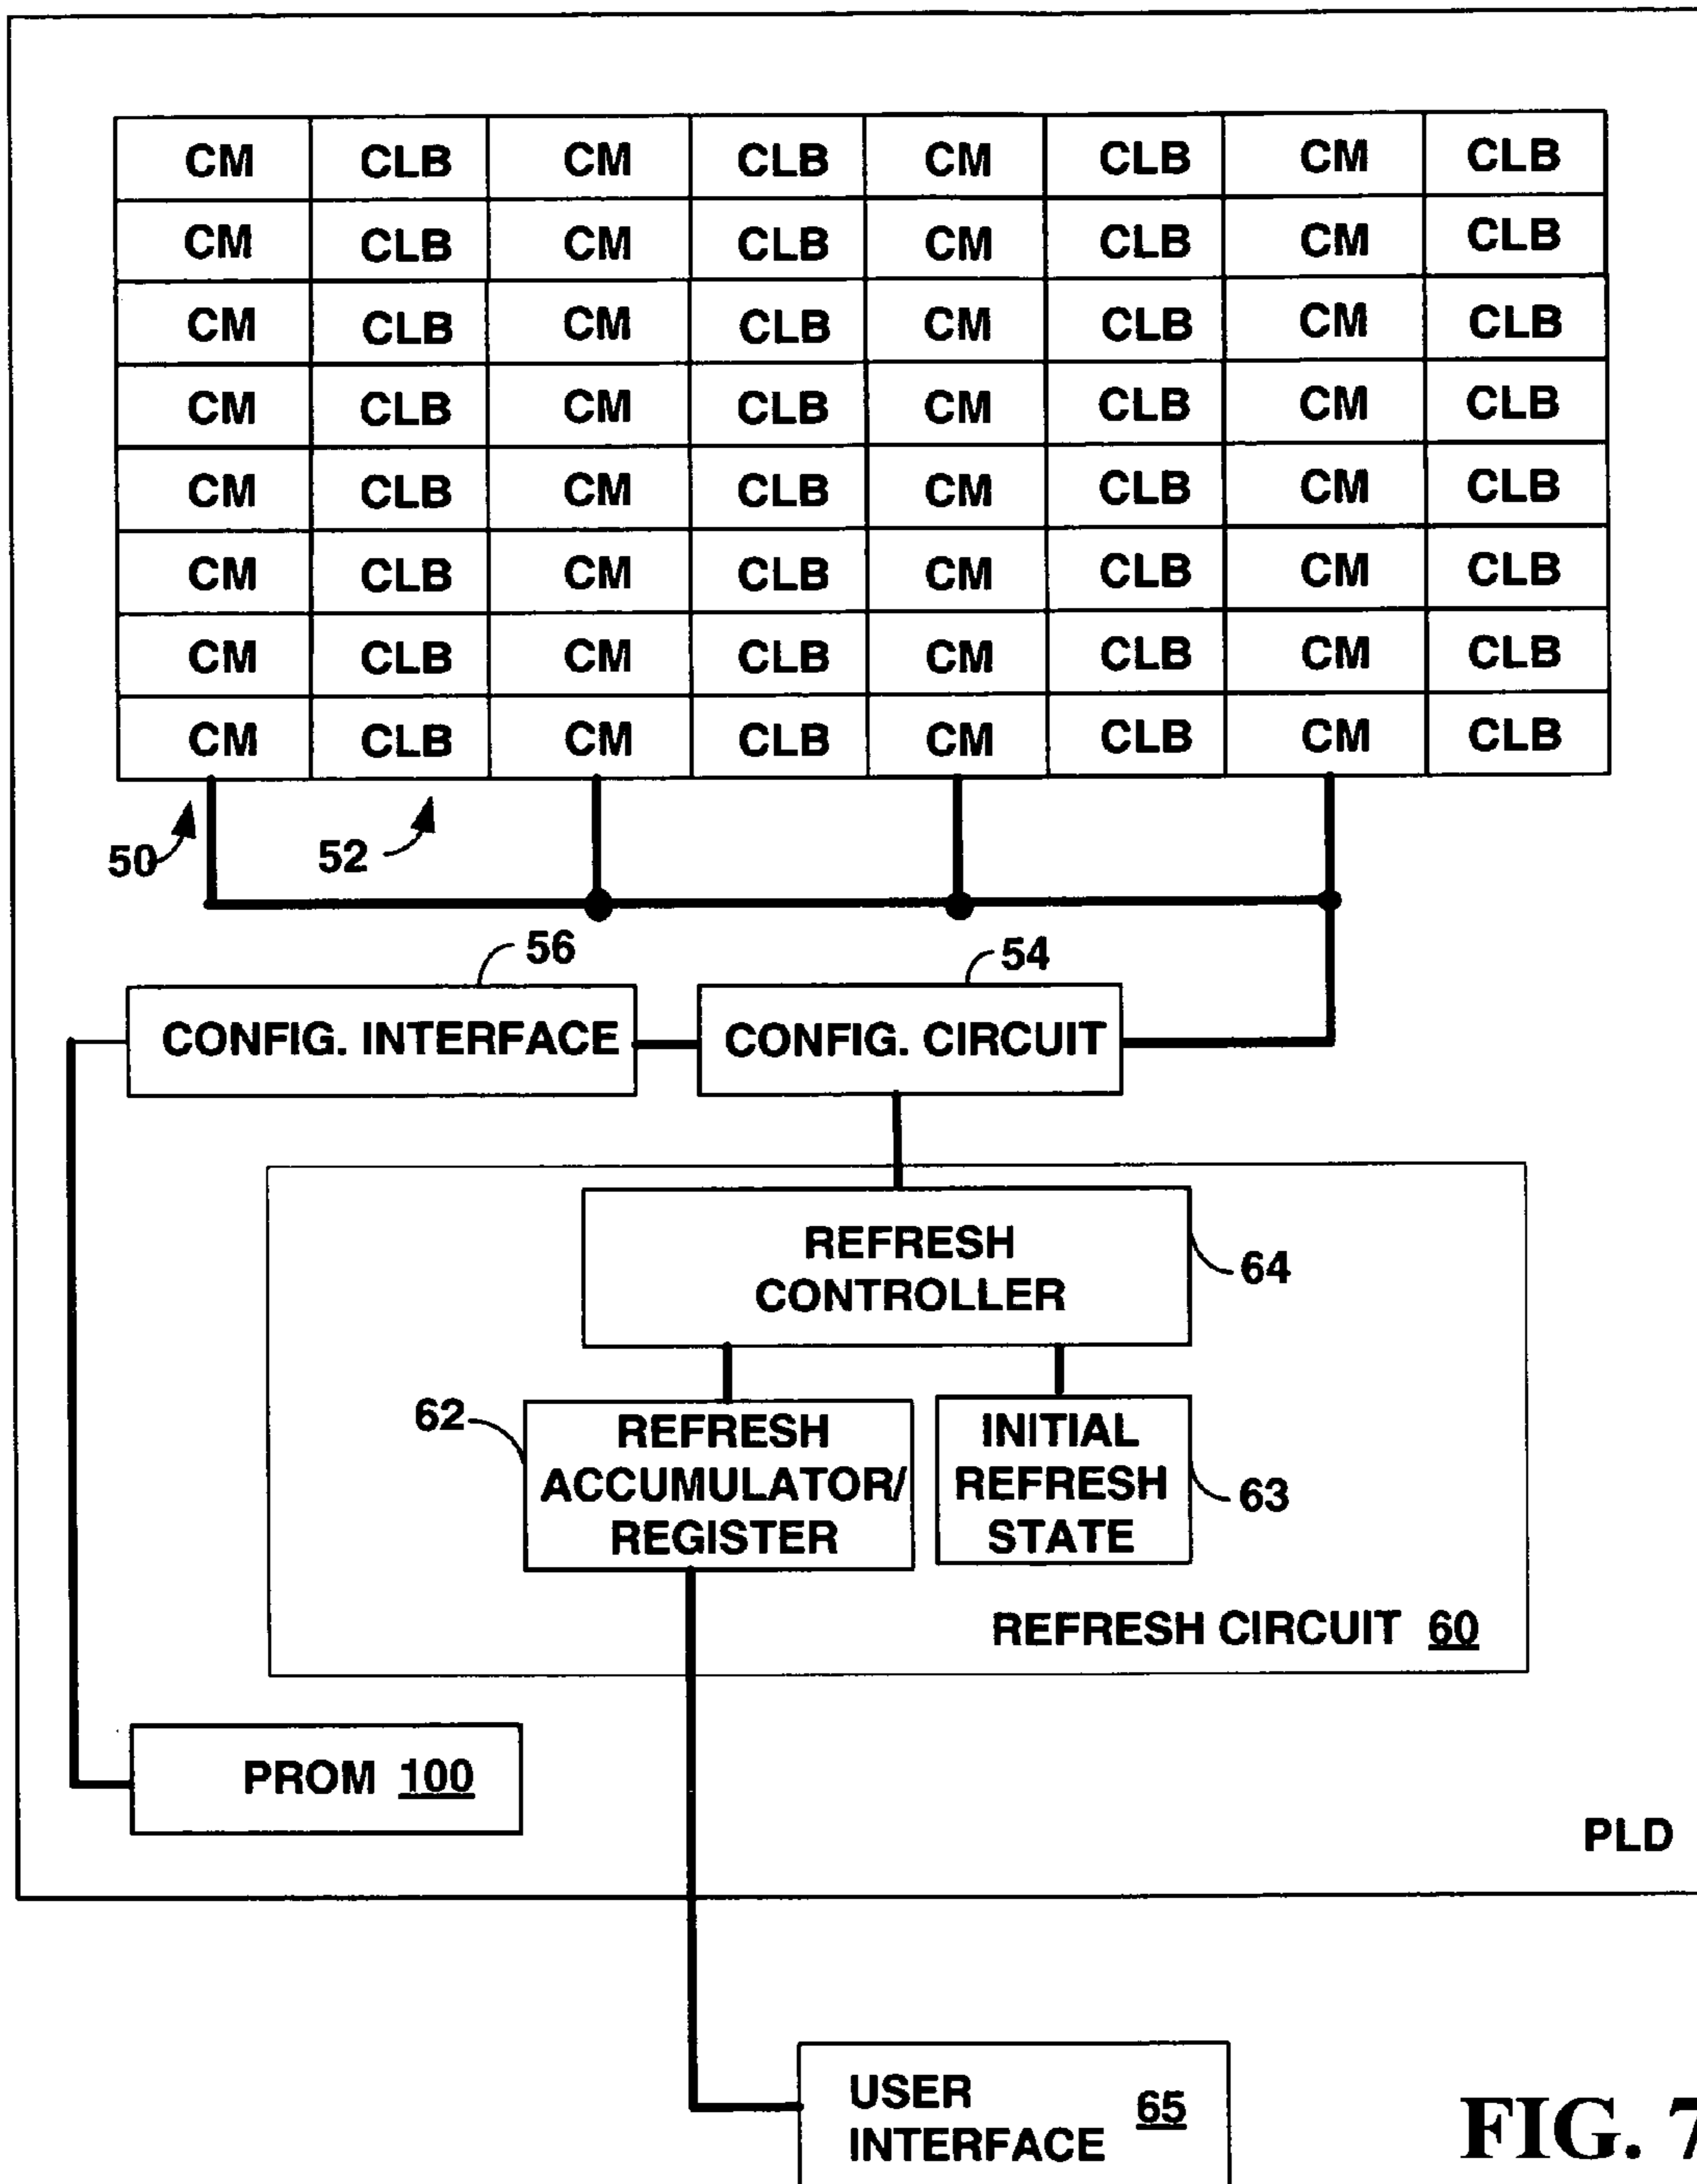 CM CLB CM CLB CM CLB CM CLB
CM CLB CM CLB CM CLB CM CLB
CM CLB CM CLB CM CLB CM CLB
CM CLB CM CLB CM CLB CM CLB
CM CLB CM CLB CM CLB CM CLB
CM CLB CM CLB CM CLB CM CLB
CM CLB CM CLB CM CLB CM CLB
CM CLB CM CLB CM CLB CM CLB
50 52
56 54
CONFIG. INTERFACE CONFIG. CIRCUIT
REFRESH
CONTROLLER
64
62
REFRESH
ACCUMULATOR/
REGISTER
INITIAL
REFRESH
STATE
63
REFRESH CIRCUIT 60
PROM 100
PLD
USER
INTERFACE
65
FIG. 7